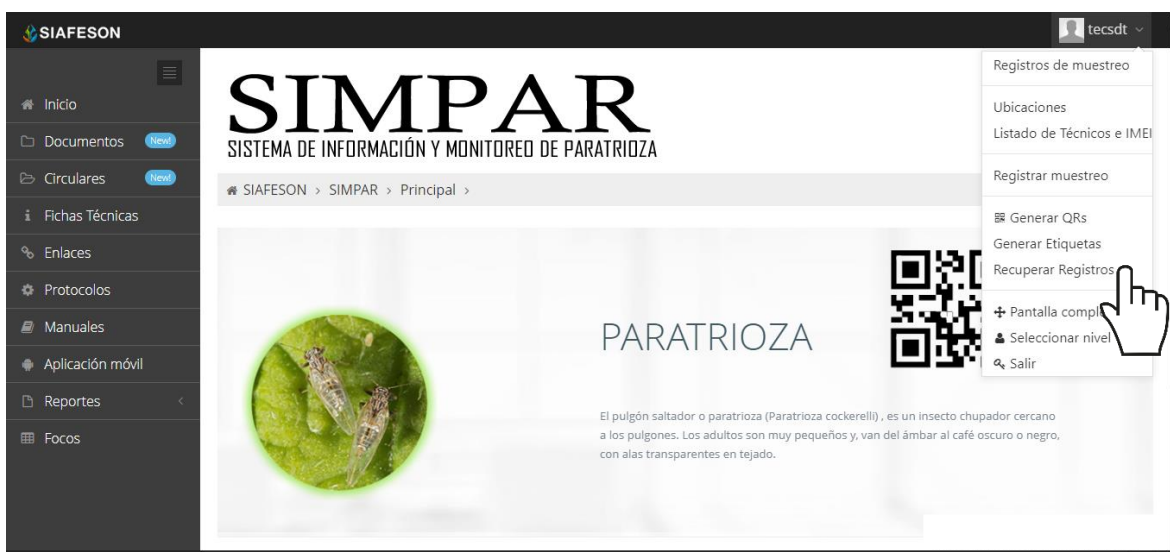 SIAFESON
tecsdt
Inicio
Documentos New!
Circulares New!
Fichas Técnicas
Enlaces
Protocolos
Manuales
Aplicación móvil
Reportes
Focos
SIMPAR
SISTEMA DE INFORMACIÓN Y MONITOREO DE PARATRIOZA
SIAFESON > SIMPAR > Principal >
PARATRIOZA
El pulgón saltador o paratrioza (Paratrioza cockerelli) , es un insecto chupador cercano
a los pulgones. Los adultos son muy pequeños y, van del ámbar al café oscuro o negro,
con alas transparentes en tejado.
Registros de muestreo
Ubicaciones
Listado de Técnicos e IMEI
Registrar muestreo
Generar QRs
Generar Etiquetas
Recuperar Registros
Pantalla
Seleccionar nivel
Salir